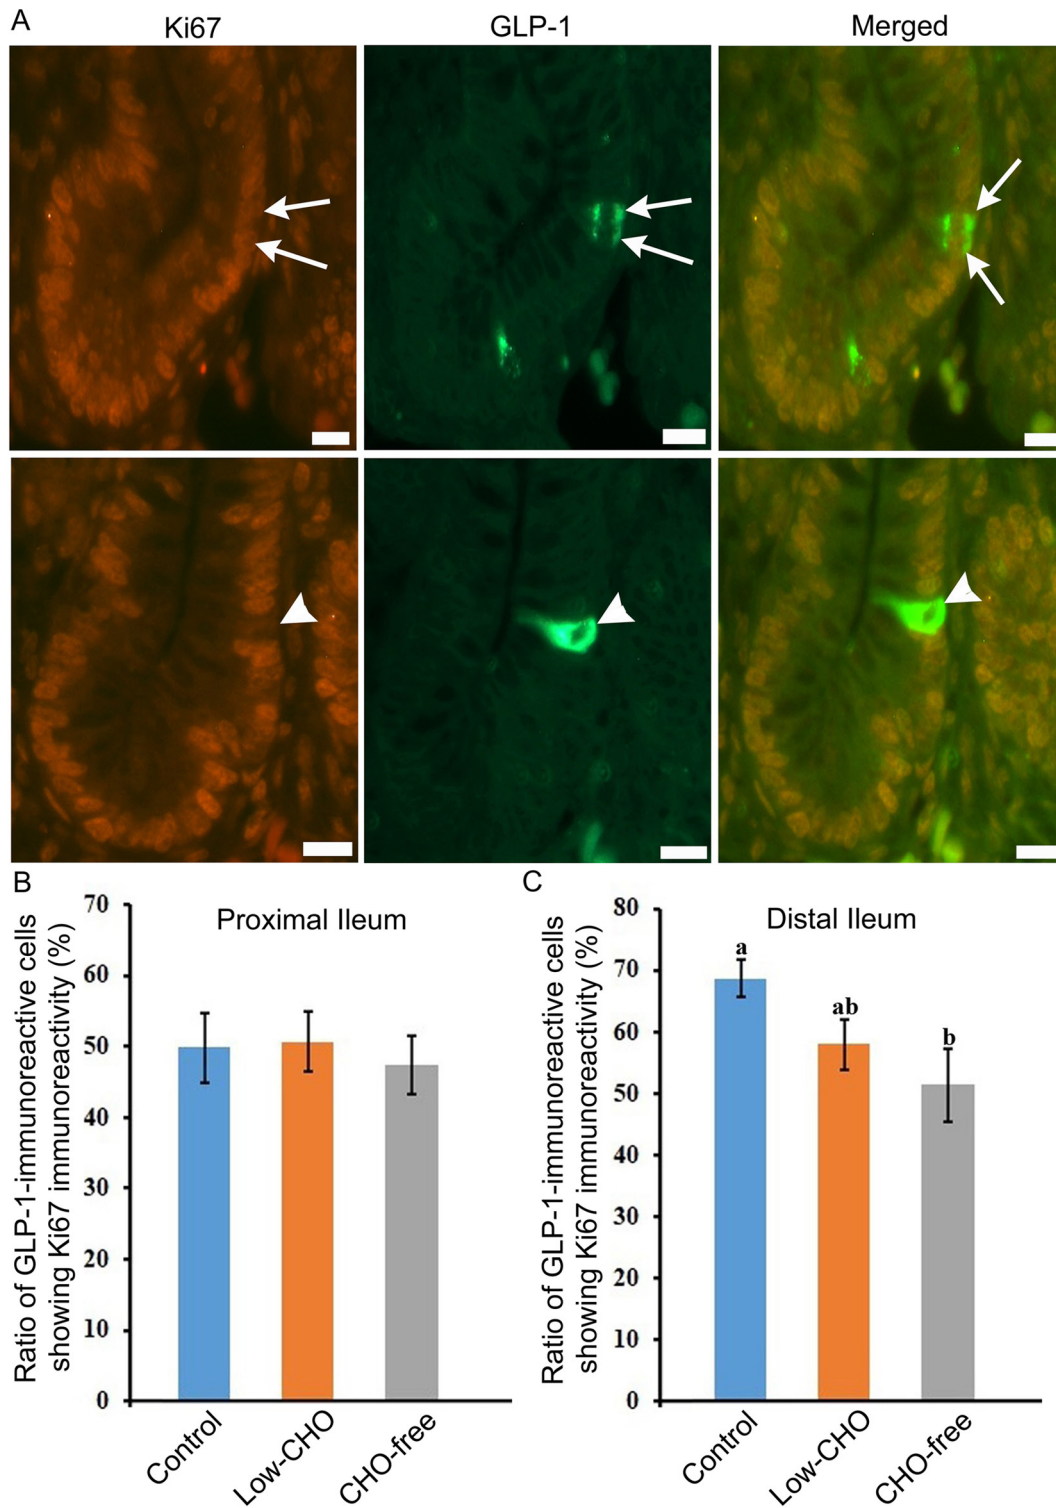 A
Ki67
GLP-1
Merged
B
Proximal Ileum
Ratio of GLP-1-immunoreactive cells
showing Ki67 immunoreactivity (%)
70
60
50
40
30
20
10
0
Control
Low-CHO
CHO-free
C
Distal Ileum
Ratio of GLP-1-immunoreactive cells
showing Ki67 immunoreactivity (%)
80
70
60
50
40
30
20
10
0
a
ab
b
Control
Low-CHO
CHO-free